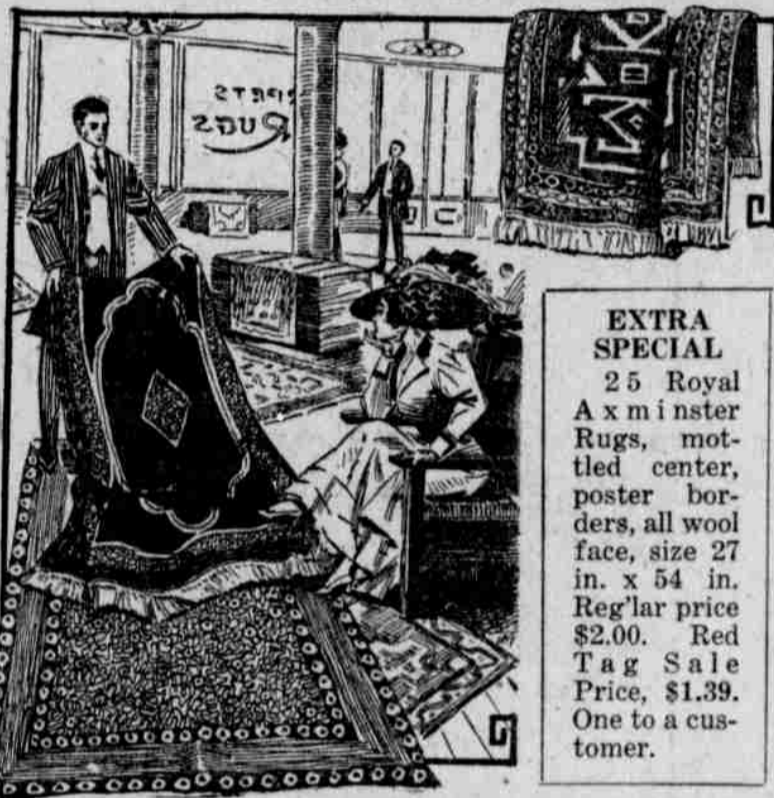 RUGS
EXTRA
SPECIAL
25 Royal
Axminster
Rugs, mot-
tled center,
poster bor-
ders, all wool
face, size 27
in. x 54 in.
Reg'lar price
$2.00. Red
Tag Sale
Price, $1.39.
One to a cus-
tomer.